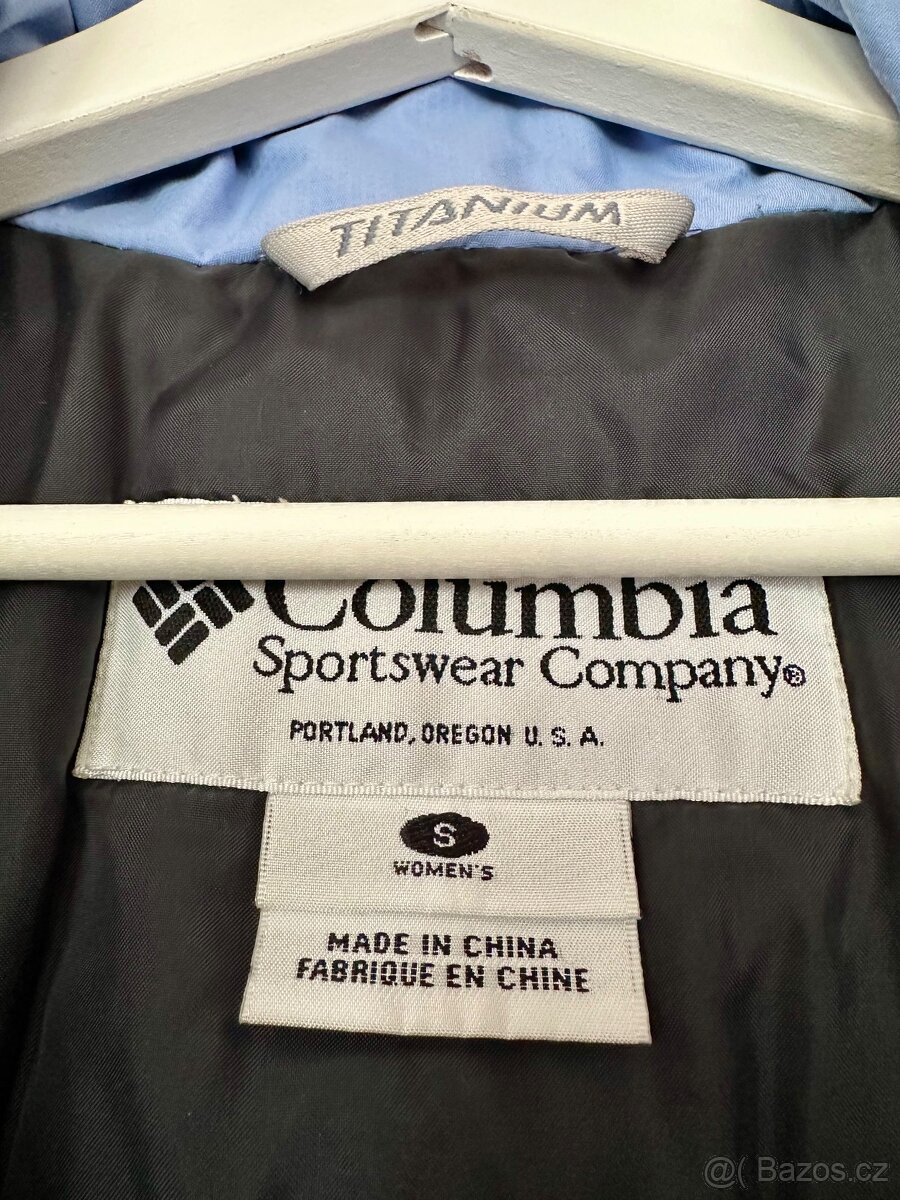 TITANIUM
Columbia
Sportswear Company®
PORTLAND, OREGON U. S. A.
S
WOMEN'S
MADE IN CHINA
FABRIQUE EN CHINE
@( Bazos.cz